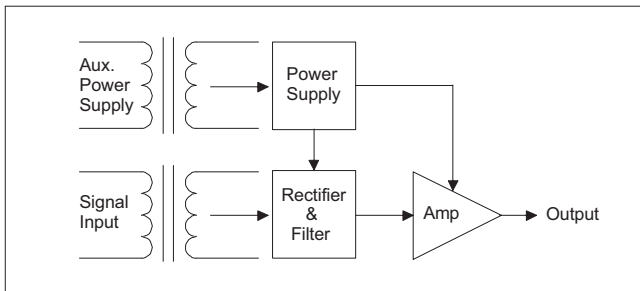 Aux.
Power
Supply
Power
Supply
Signal
Input
Rectifier
&
Filter
Amp
Output